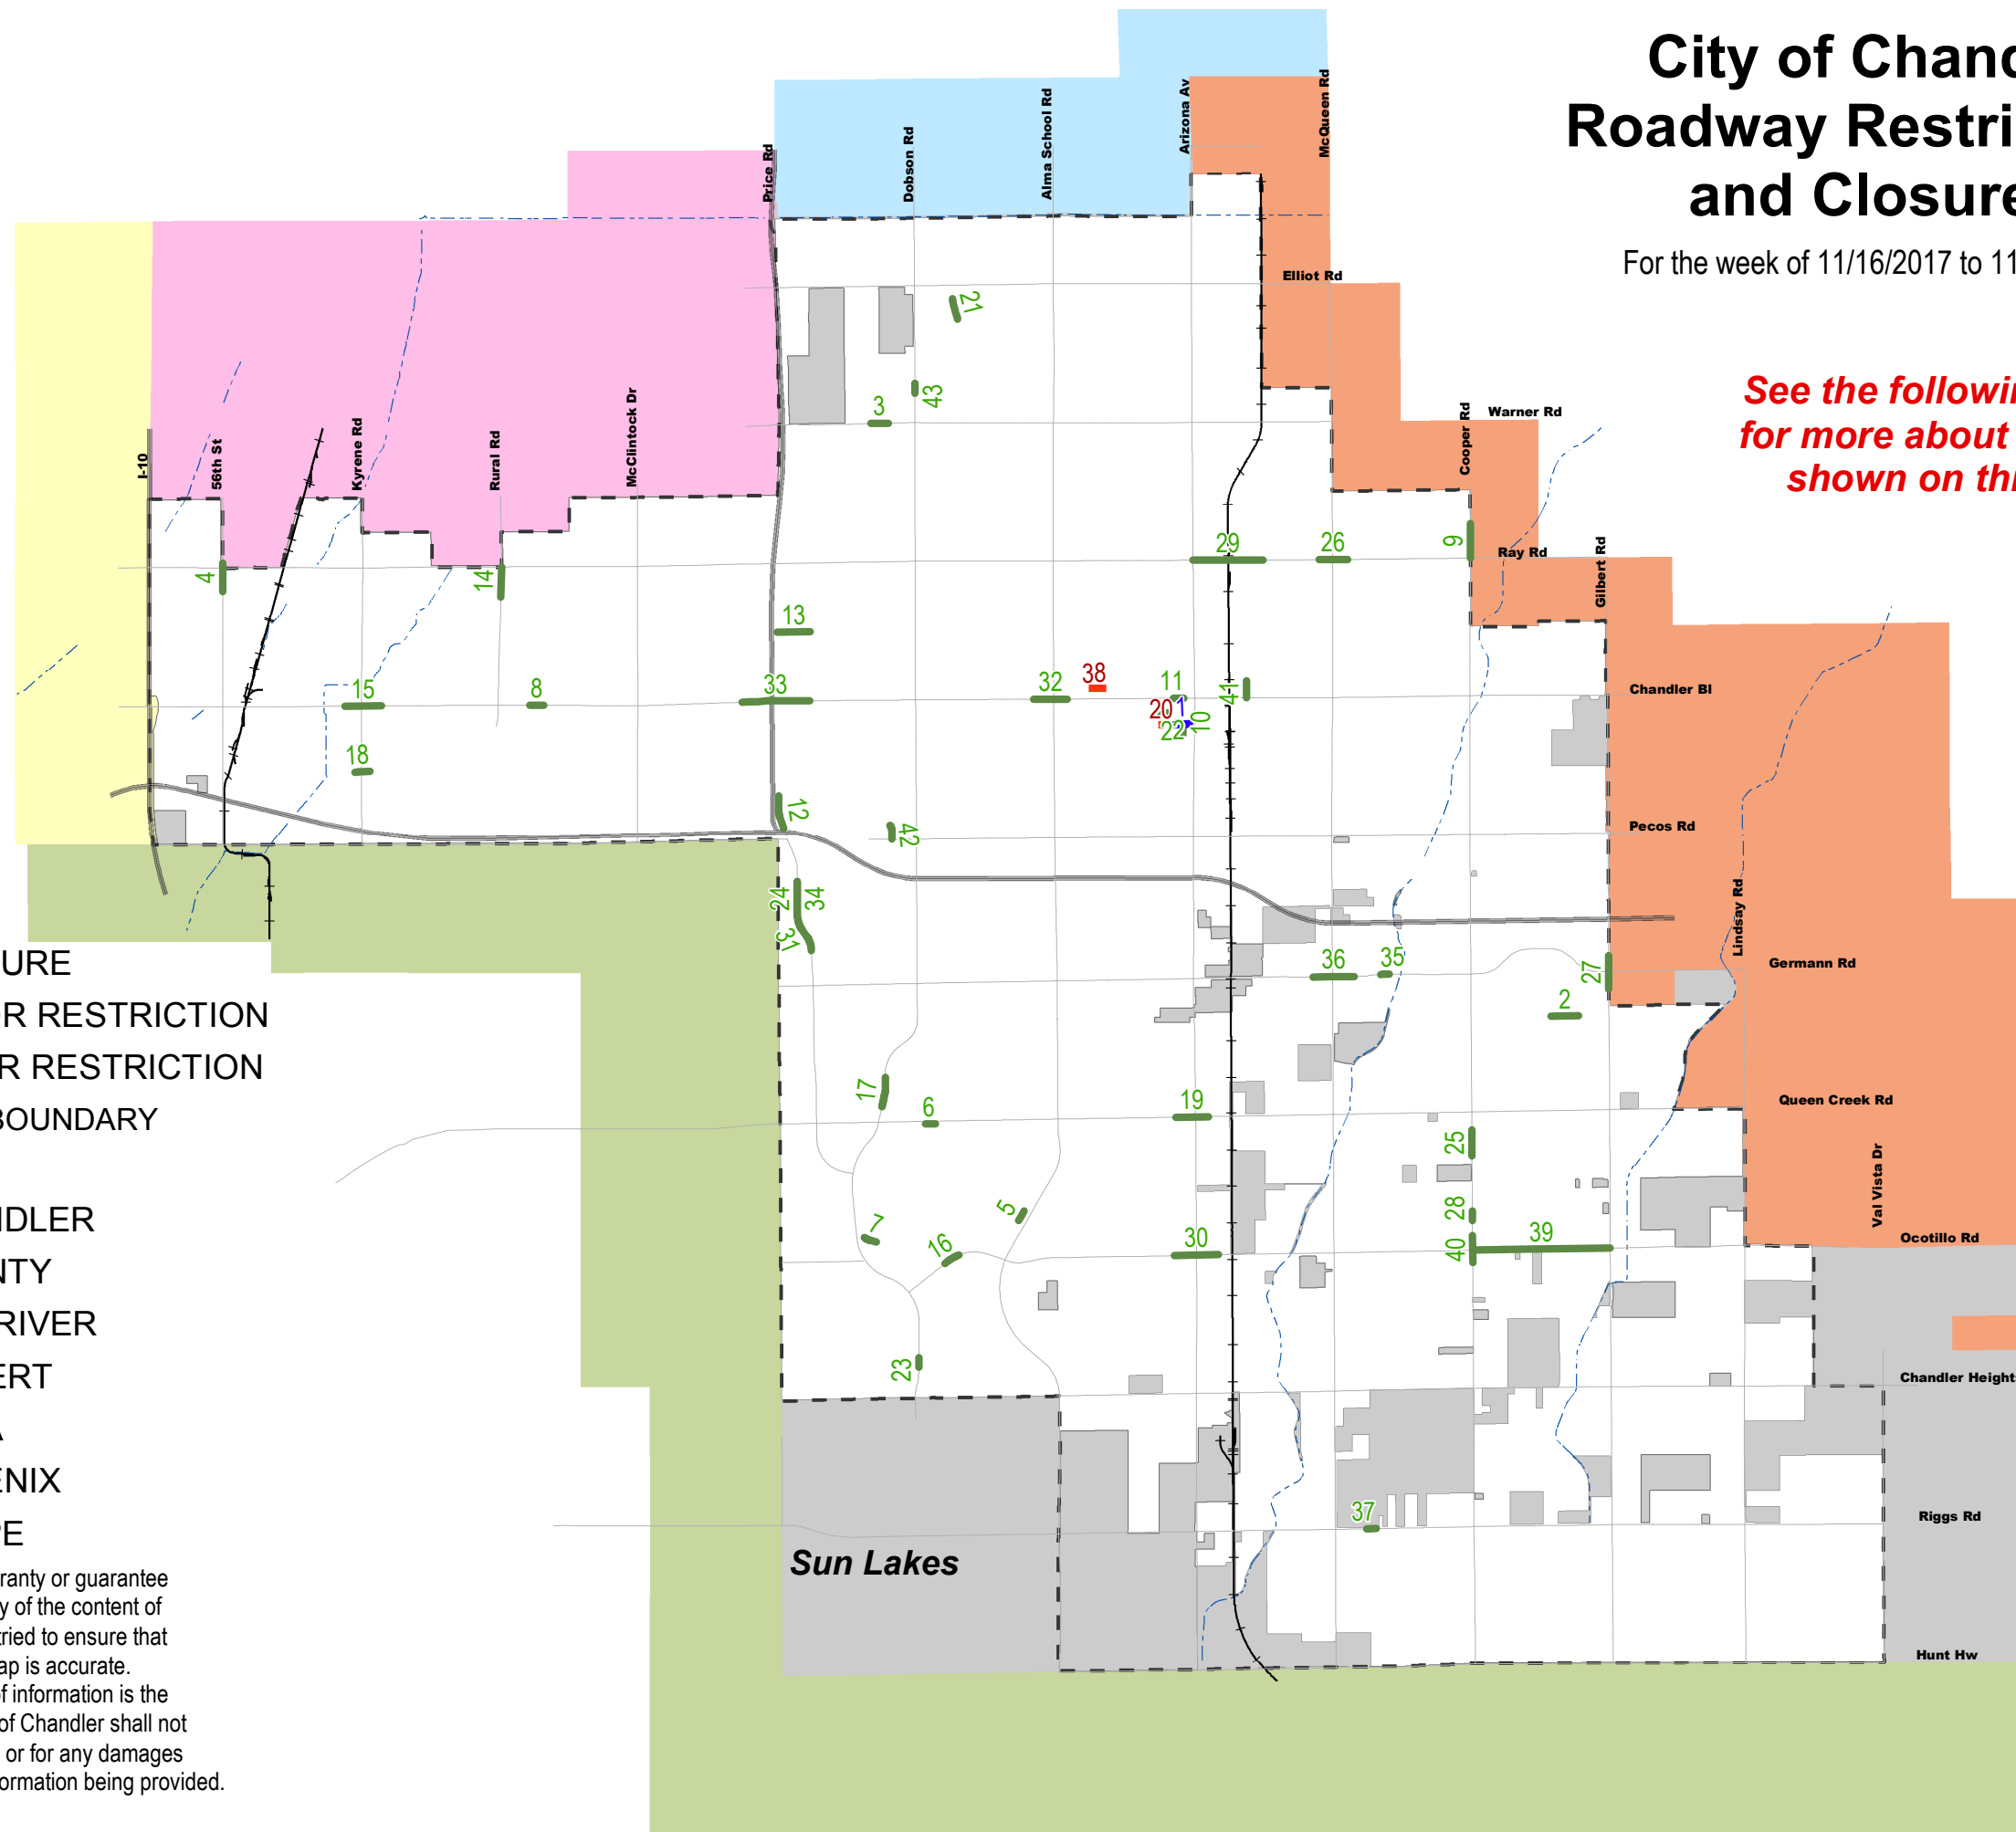 City of Chand
Roadway Restri
and Closure
For the week of 11/16/2017 to 11
See the followin
for more about
shown on thi
Price Rd
Dobson Rd
Alma School Rd
Arizona Av
McQueen Rd
Elliot Rd
21
43
3
I-10
56th St
Kyrene Rd
Rural Rd
McClintock Dr
Cooper Rd
Warner Rd
29
26
9
Ray Rd
Gilbert Rd
4
14
13
15
8
33
32
38
11
41
20
1
22
10
Chandler Bl
18
12
42
Pecos Rd
24
34
31
36
35
27
Lindsay Rd
Germann Rd
2
17
6
19
Queen Creek Rd
25
7
16
5
30
28
40
39
Val Vista Dr
Ocotillo Rd
23
Chandler Height
37
Riggs Rd
Sun Lakes
Hunt Hw
URE
OR RESTRICTION
R RESTRICTION
BOUNDARY
NDLER
NTY
RIVER
ERT
A
ENIX
PE
ranty or guarantee
y of the content of
tried to ensure that
ap is accurate.
of information is the
of Chandler shall not
or for any damages
formation being provided.